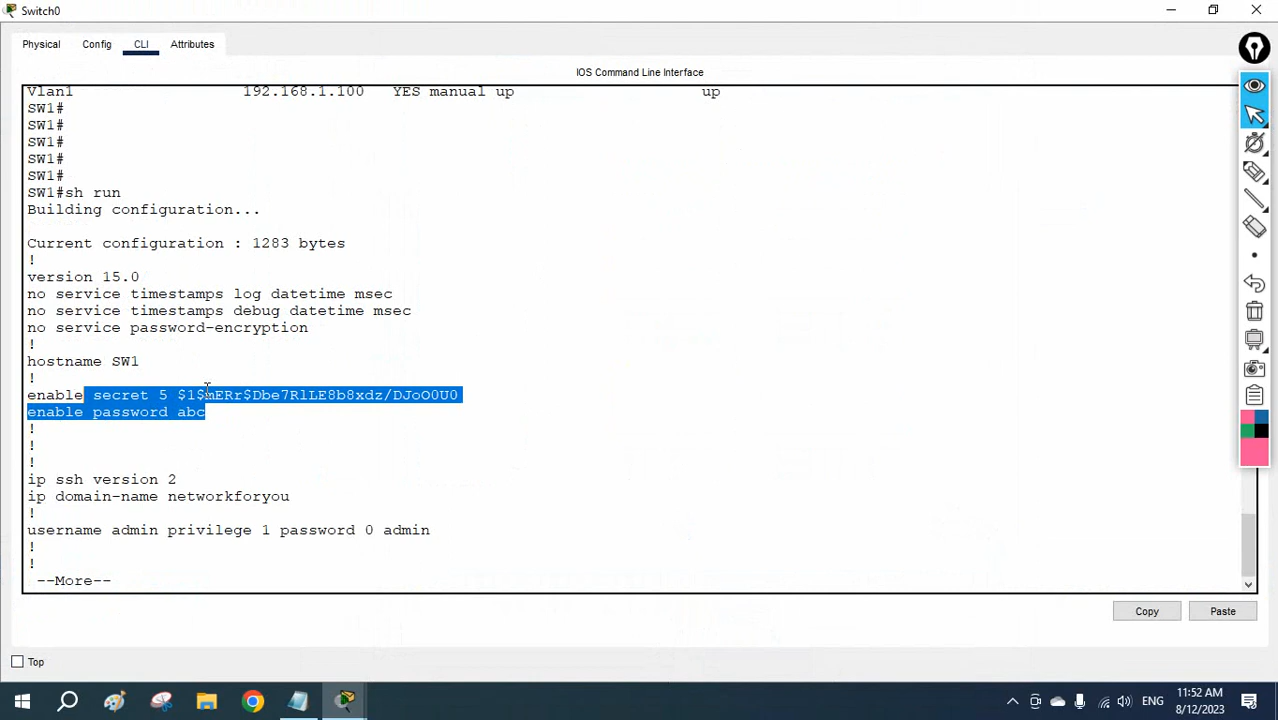 Switch0
Physical Config CLI Attributes
IOS Command Line Interface
Vlan1 192.168.1.100 YES manual up up
SW1#
SW1#
SW1#
SW1#
SW1#
SW1#sh run
Building configuration...
Current configuration : 1283 bytes
!
version 15.0
no service timestamps log datetime msec
no service timestamps debug datetime msec
no service password-encryption
!
hostname SW1
!
enable secret 5 $1$mERr$Dbe7RlLE8b8xdz/DJoO0U0
enable password abc
!
!
!
ip ssh version 2
ip domain-name networkforyou
!
username admin privilege 1 password 0 admin
!
!
--More--
Copy Paste
Top
ENG
11:52 AM
8/12/2023